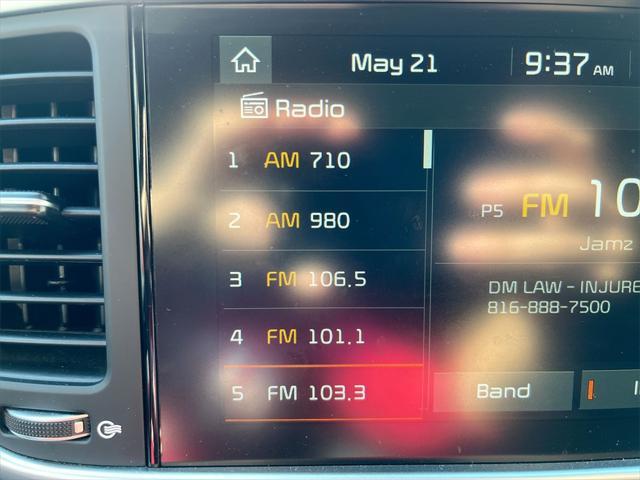 May 21
9:37 AM
Radio
1 AM 710
2 AM 980
3 FM 106.5
4 FM 101.1
5 FM 103.3
P5 FM 10
Jamz
DM LAW - INJURE
816-888-7500
Band